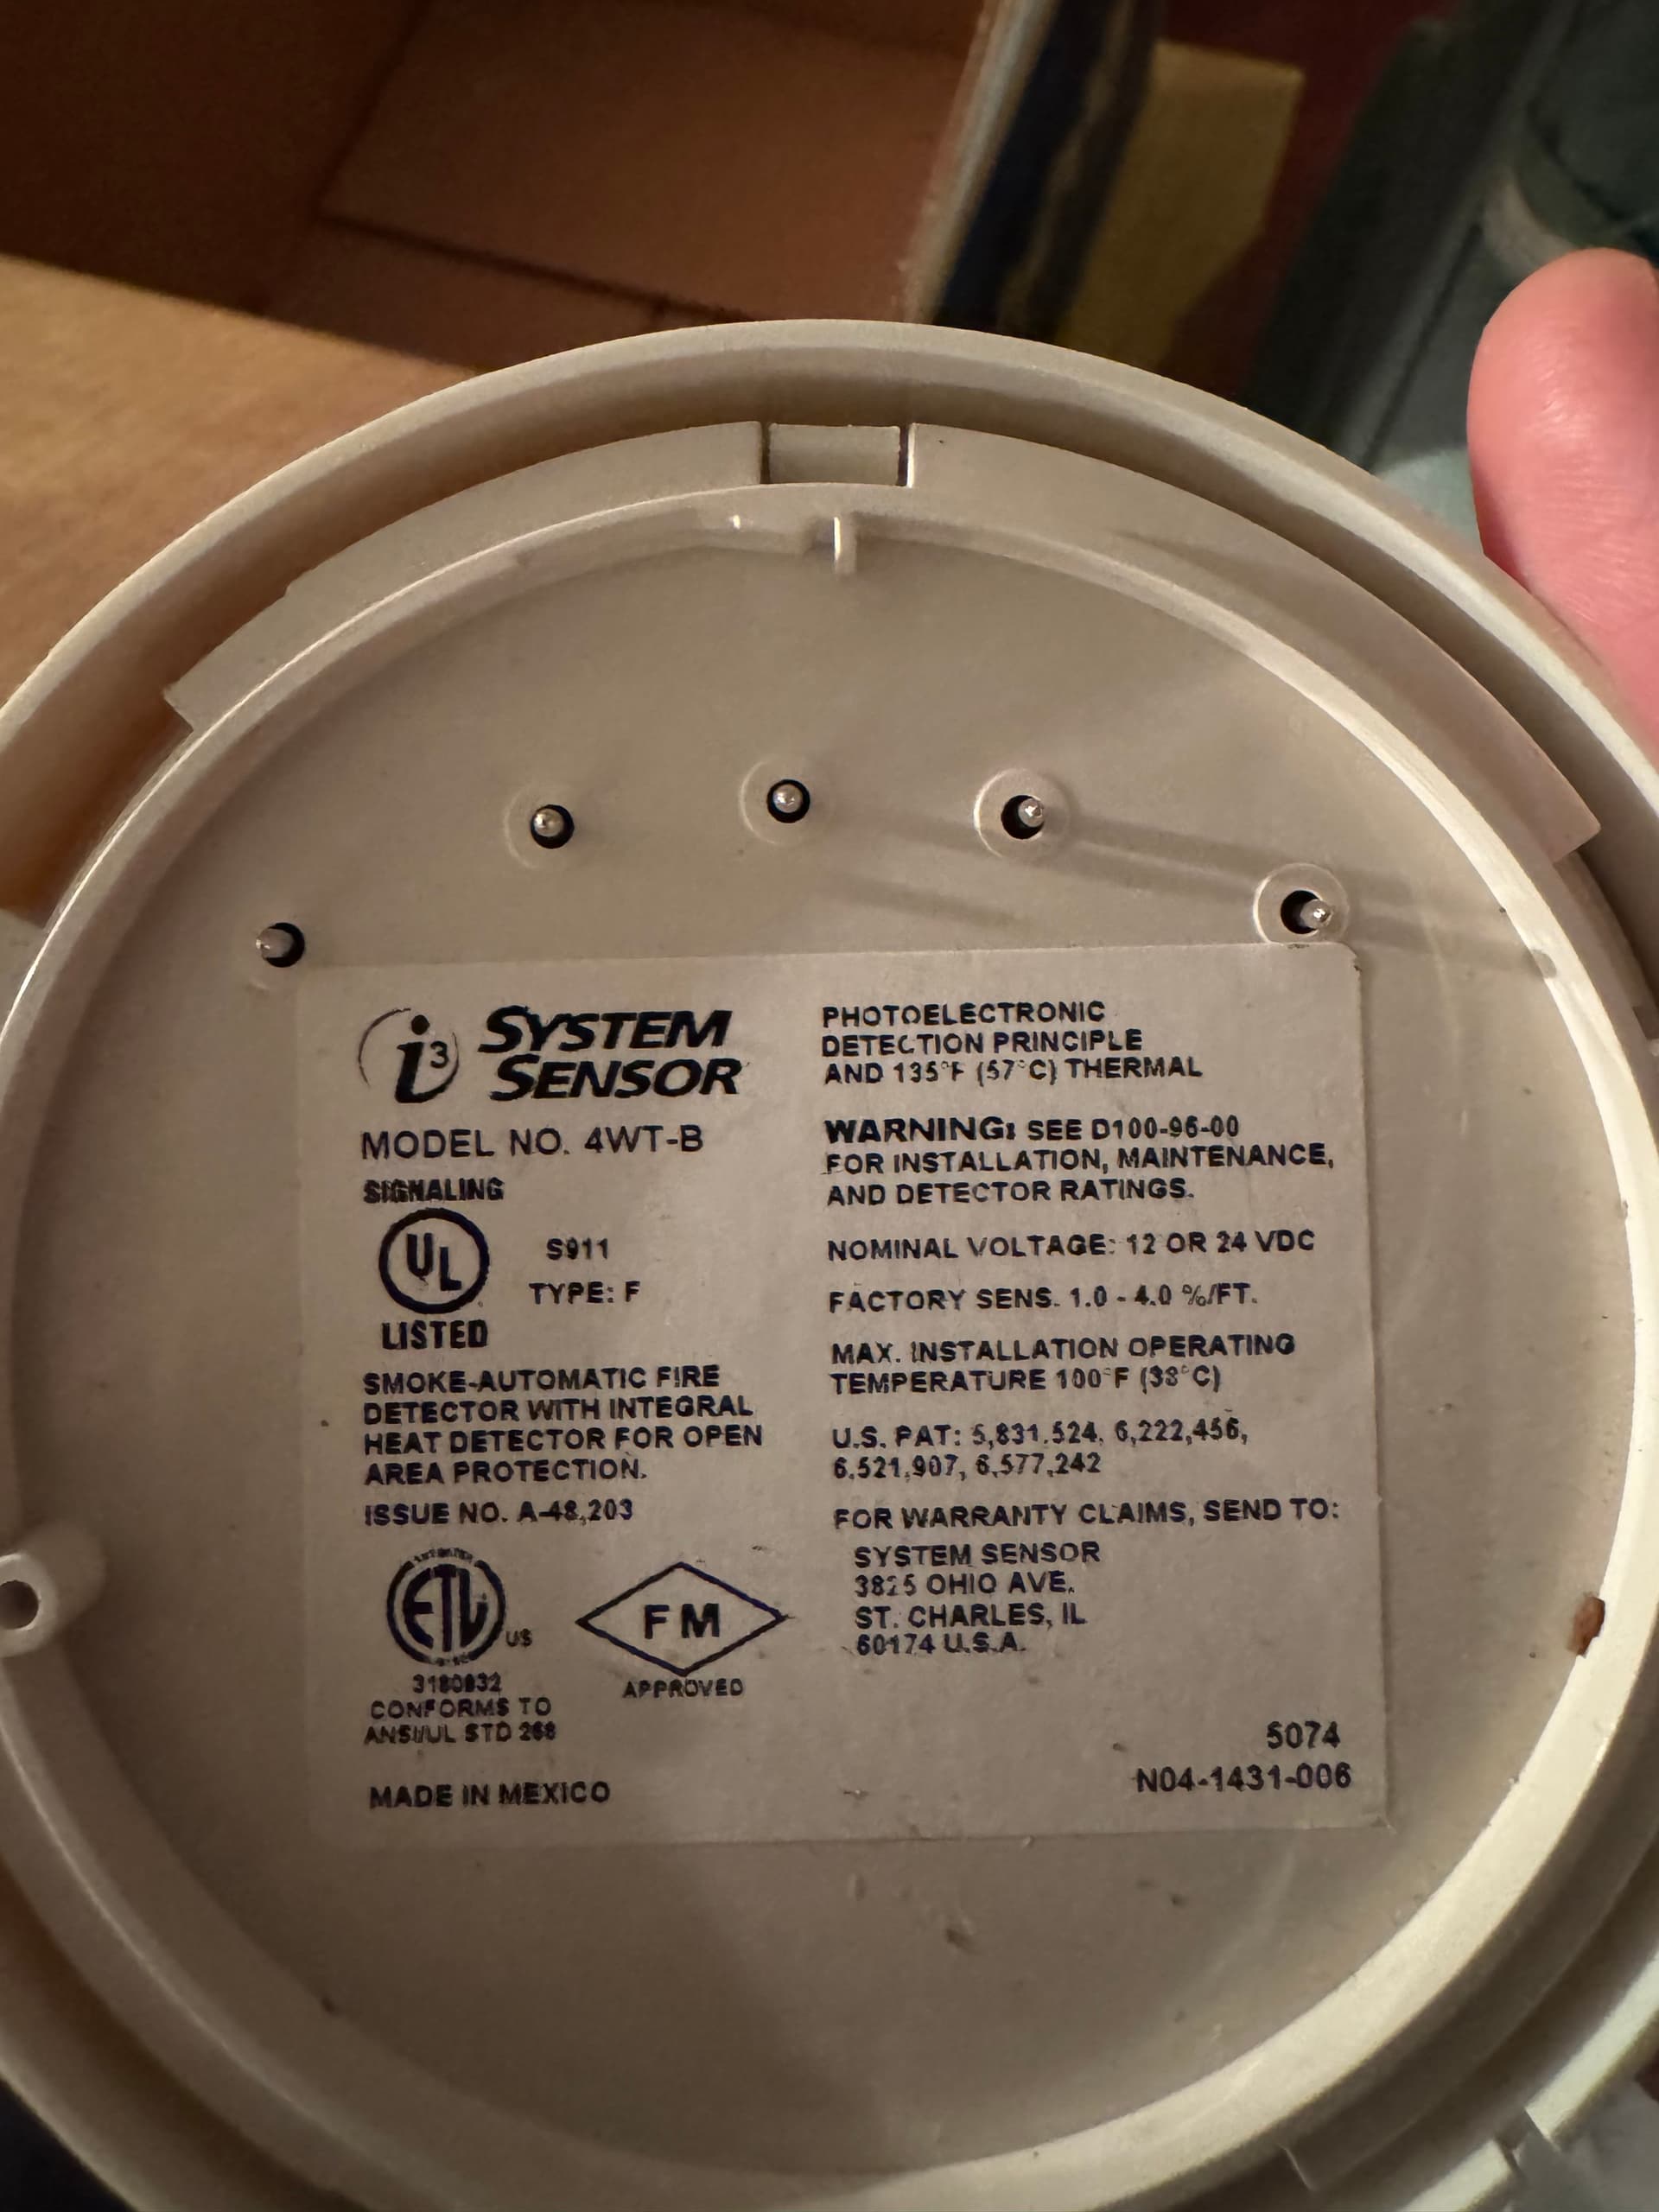 i3 SYSTEM
SENSOR
MODEL NO. 4WT-B
SIGNALING
UL
S911
TYPE: F
LISTED
SMOKE-AUTOMATIC FIRE
DETECTOR WITH INTEGRAL
HEAT DETECTOR FOR OPEN
AREA PROTECTION.
ISSUE NO. A-48,203
ETL
US
3180932
CONFORMS TO
ANSI/UL STD 268
FM
APPROVED
MADE IN MEXICO
PHOTOELECTRONIC
DETECTION PRINCIPLE
AND 135°F (57°C) THERMAL
WARNING: SEE D100-96-00
FOR INSTALLATION, MAINTENANCE,
AND DETECTOR RATINGS.
NOMINAL VOLTAGE: 12 OR 24 VDC
FACTORY SENS. 1.0 - 4.0 %/FT.
MAX. INSTALLATION OPERATING
TEMPERATURE 100°F (38°C)
U.S. PAT: 5,831,524, 6,222,456,
6,521,907, 6,577,242
FOR WARRANTY CLAIMS, SEND TO:
SYSTEM SENSOR
3825 OHIO AVE.
ST. CHARLES, IL
60174 U.S.A.
5074
N04-1431-006